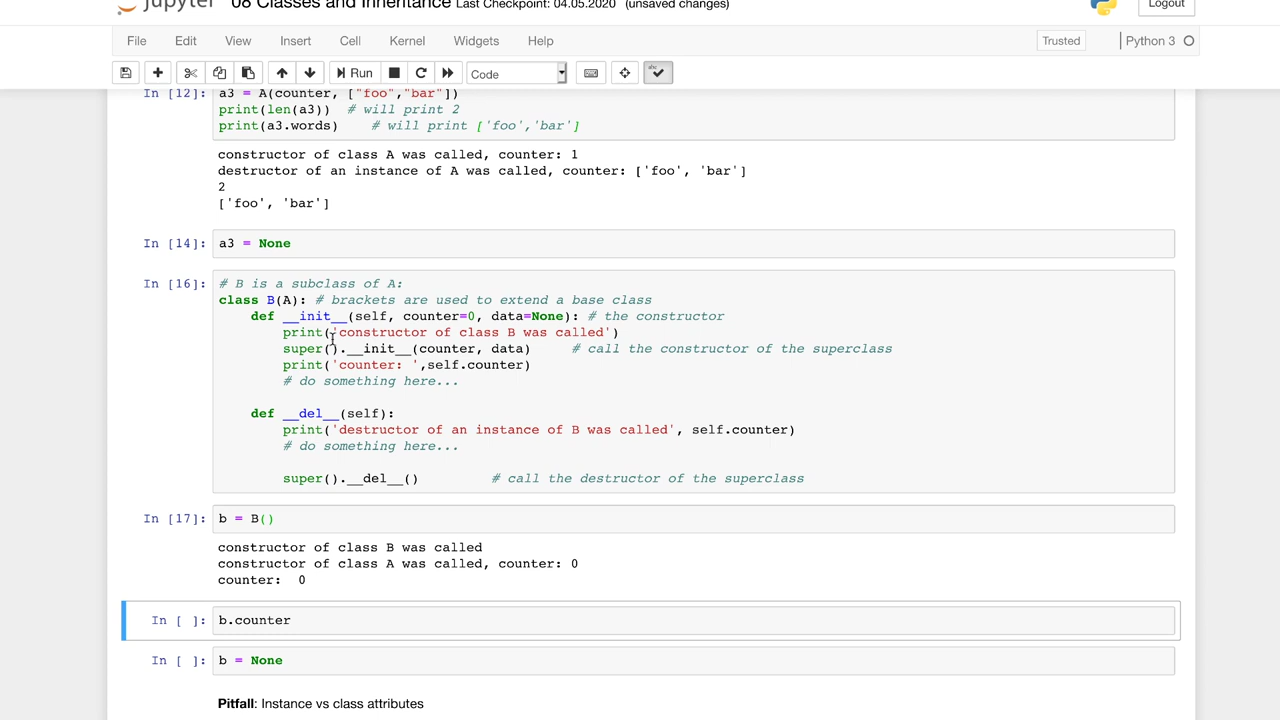 jupyter 08 Classes and Inheritance Last Checkpoint: 04.05.2020 (unsaved changes) Logout
File Edit View Insert Cell Kernel Widgets Help Trusted Python 3
Run Code
In [12]: a3 = A(counter, ["foo","bar"])
print(len(a3))  # will print 2
print(a3.words)    # will print ['foo','bar']
constructor of class A was called, counter: 1
destructor of an instance of A was called, counter: ['foo', 'bar']
2
['foo', 'bar']
In [14]: a3 = None
In [16]: # B is a subclass of A:
class B(A): # brackets are used to extend a base class
    def __init__(self, counter=0, data=None): # the constructor
        print('constructor of class B was called')
        super().__init__(counter, data)     # call the constructor of the superclass
        print('counter: ',self.counter)
        # do something here...
    def __del__(self):
        print('destructor of an instance of B was called', self.counter)
        # do something here...
        super().__del__()         # call the destructor of the superclass
In [17]: b = B()
constructor of class B was called
constructor of class A was called, counter: 0
counter:  0
In [ ]: b.counter
In [ ]: b = None
Pitfall: Instance vs class attributes